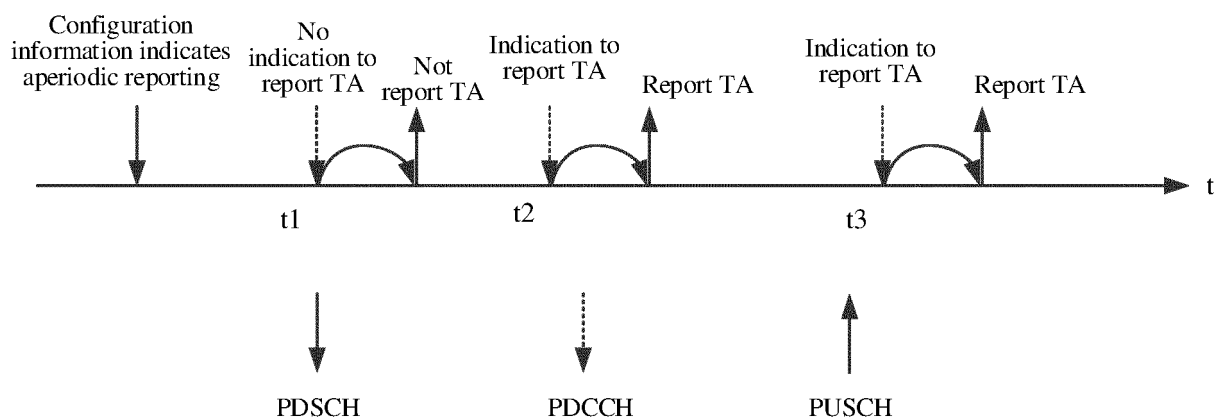 Configuration
information indicates
aperiodic reporting
No
indication to
report TA
Not
report TA
Indication to
report TA
Report TA
Indication to
report TA
Report TA
t
t1
t2
t3
PDSCH
PDCCH
PUSCH